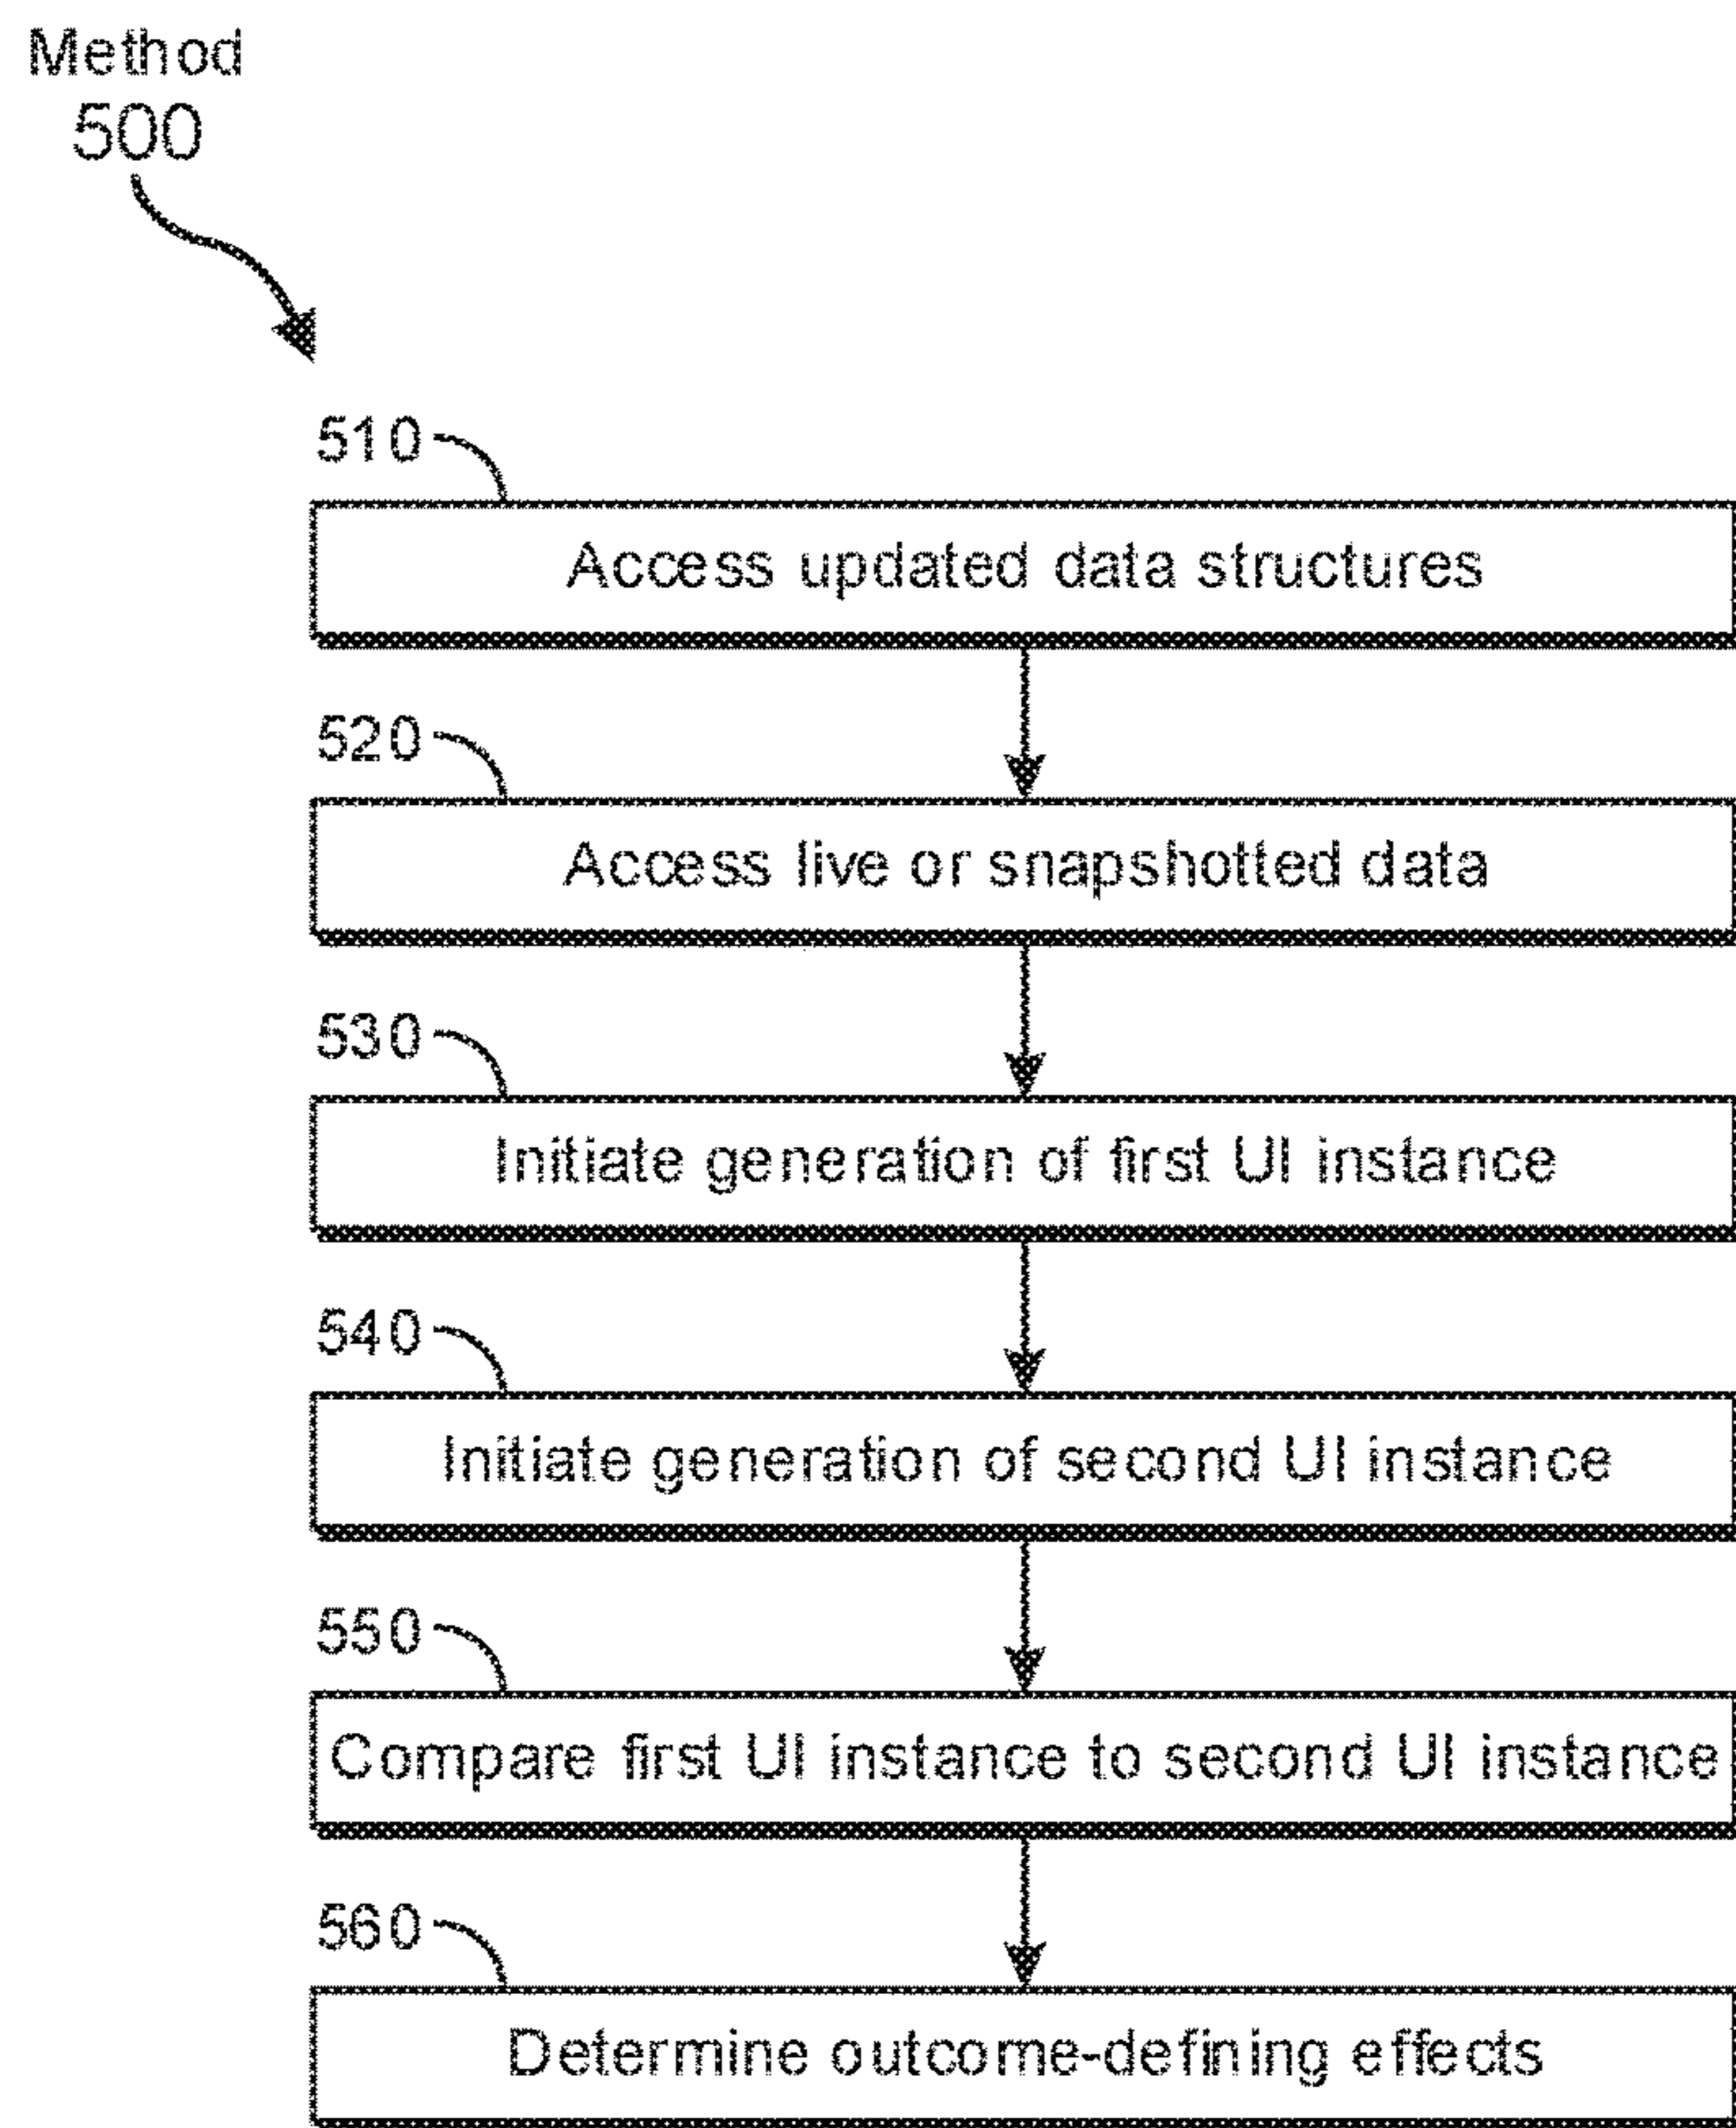 Method
500
510
Access updated data structures
520
Access live or snapshotted data
530
Initiate generation of first UI instance
540
Initiate generation of second UI instance
550
Compare first UI instance to second UI instance
560
Determine outcome-defining effects